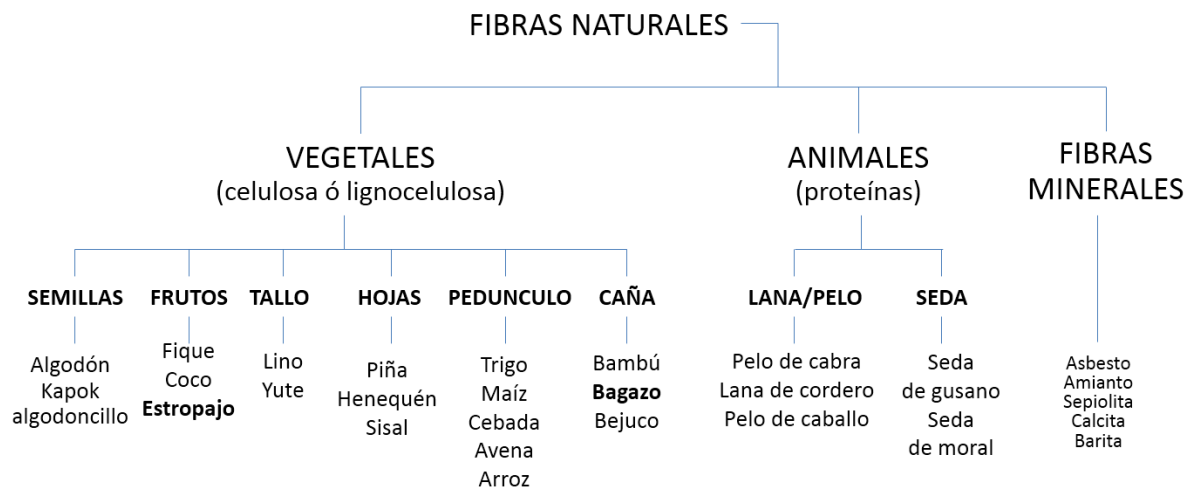 FIBRAS NATURALES
VEGETALES
(celulosa ó lignocelulosa)
ANIMALES
(proteínas)
FIBRAS
MINERALES
SEMILLAS
Algodón
Kapok
algodoncillo
FRUTOS
Fique
Coco
Estropajo
TALLO
Lino
Yute
HOJAS
Piña
Henequén
Sisal
PEDUNCULO
Trigo
Maíz
Cebada
Avena
Arroz
CAÑA
Bambú
Bagazo
Bejuco
LANA/PELO
Pelo de cabra
Lana de cordero
Pelo de caballo
SEDA
Seda
de gusano
Seda
de moral
Asbesto
Amianto
Sepiolita
Calcita
Barita